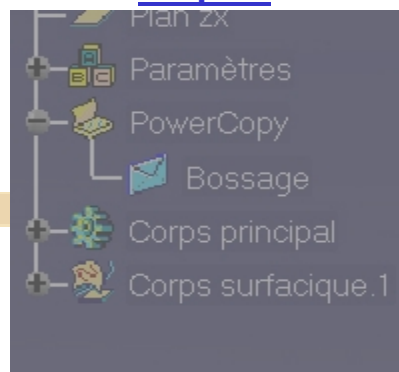 Plan zx
Paramètres
PowerCopy
Bossage
Corps principal
Corps surfacique.1